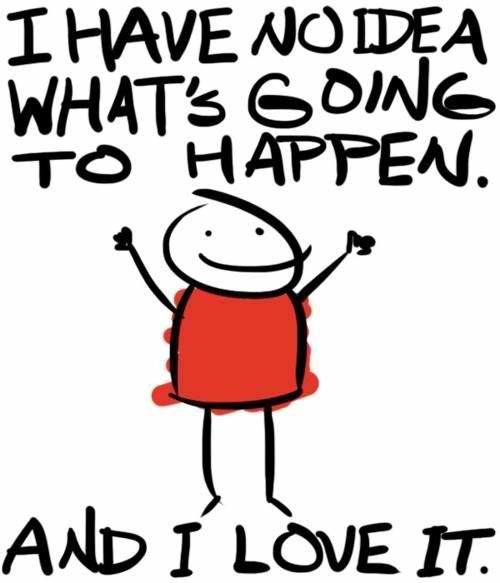 I HAVE NO IDEA
WHAT'S GOING
TO HAPPEN.
AND I LOVE IT.